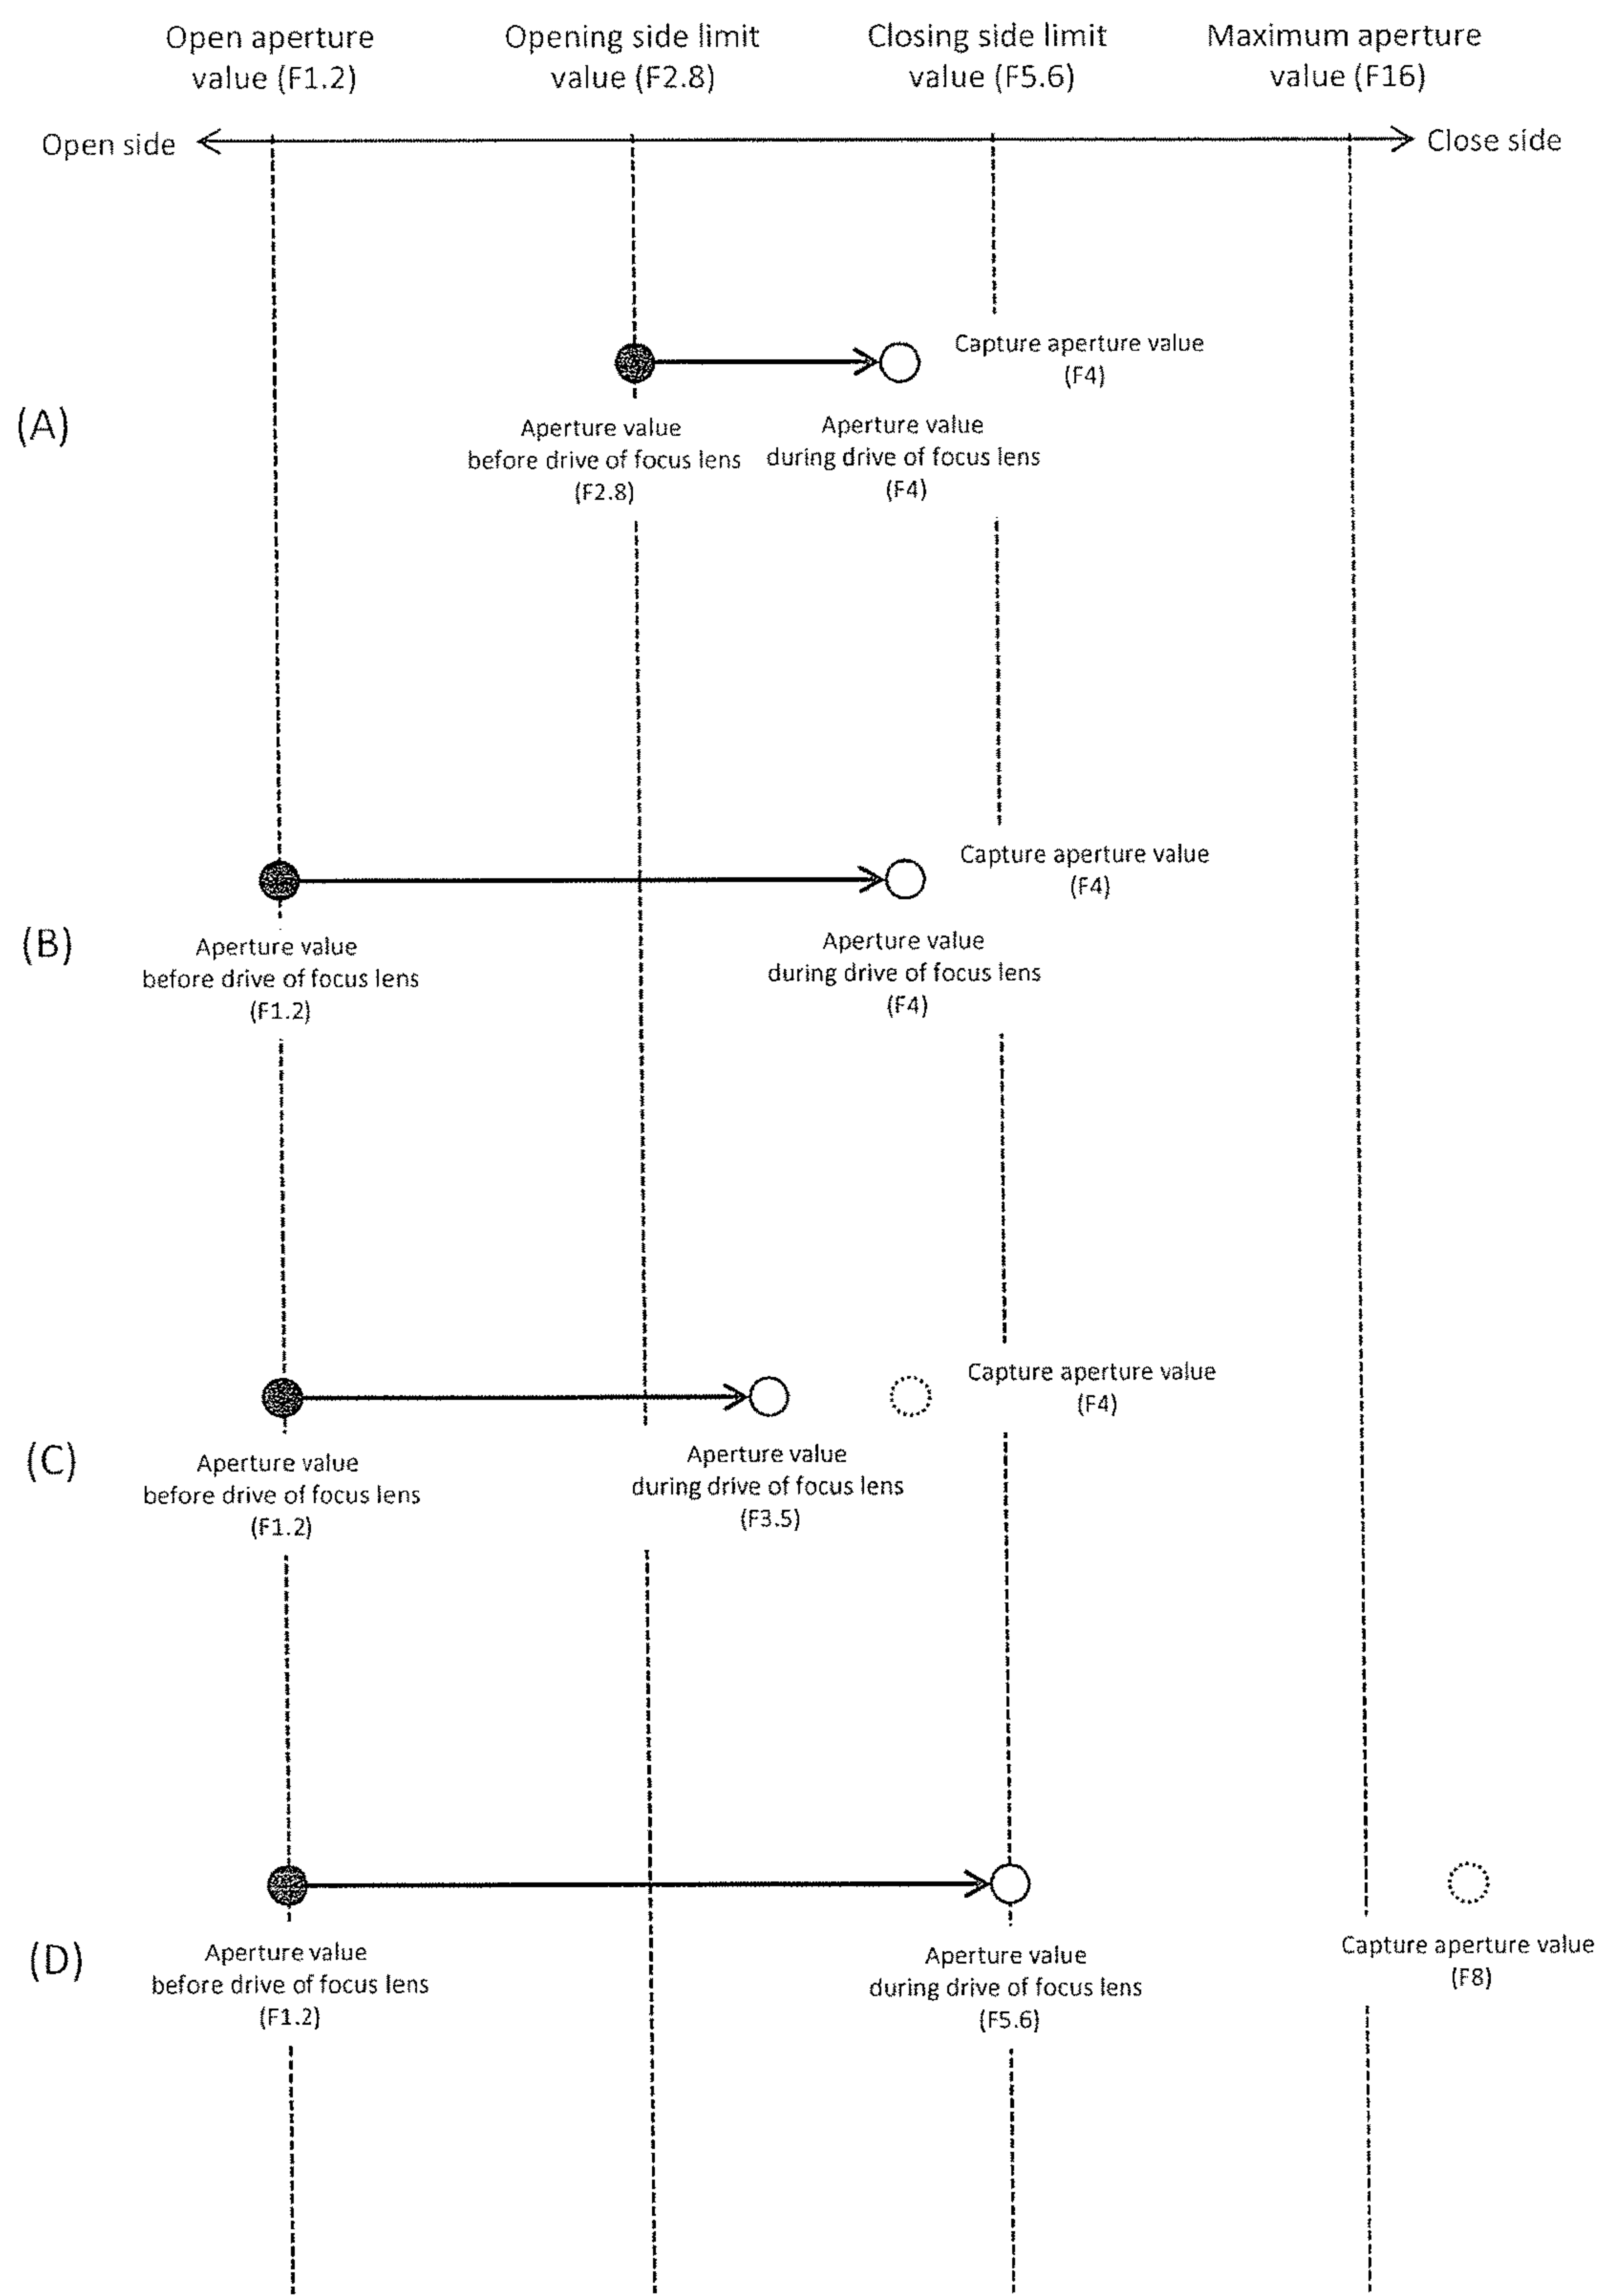 Open aperture
value (F1.2)
Opening side limit
value (F2.8)
Closing side limit
value (F5.6)
Maximum aperture
value (F16)
Open side
Close side
(A)
Capture aperture value
(F4)
Aperture value
before drive of focus lens
(F2.8)
Aperture value
during drive of focus lens
(F4)
(B)
Capture aperture value
(F4)
Aperture value
before drive of focus lens
(F1.2)
Aperture value
during drive of focus lens
(F4)
(C)
Capture aperture value
(F4)
Aperture value
before drive of focus lens
(F1.2)
Aperture value
during drive of focus lens
(F3.5)
(D)
Aperture value
before drive of focus lens
(F1.2)
Aperture value
during drive of focus lens
(F5.6)
Capture aperture value
(F8)